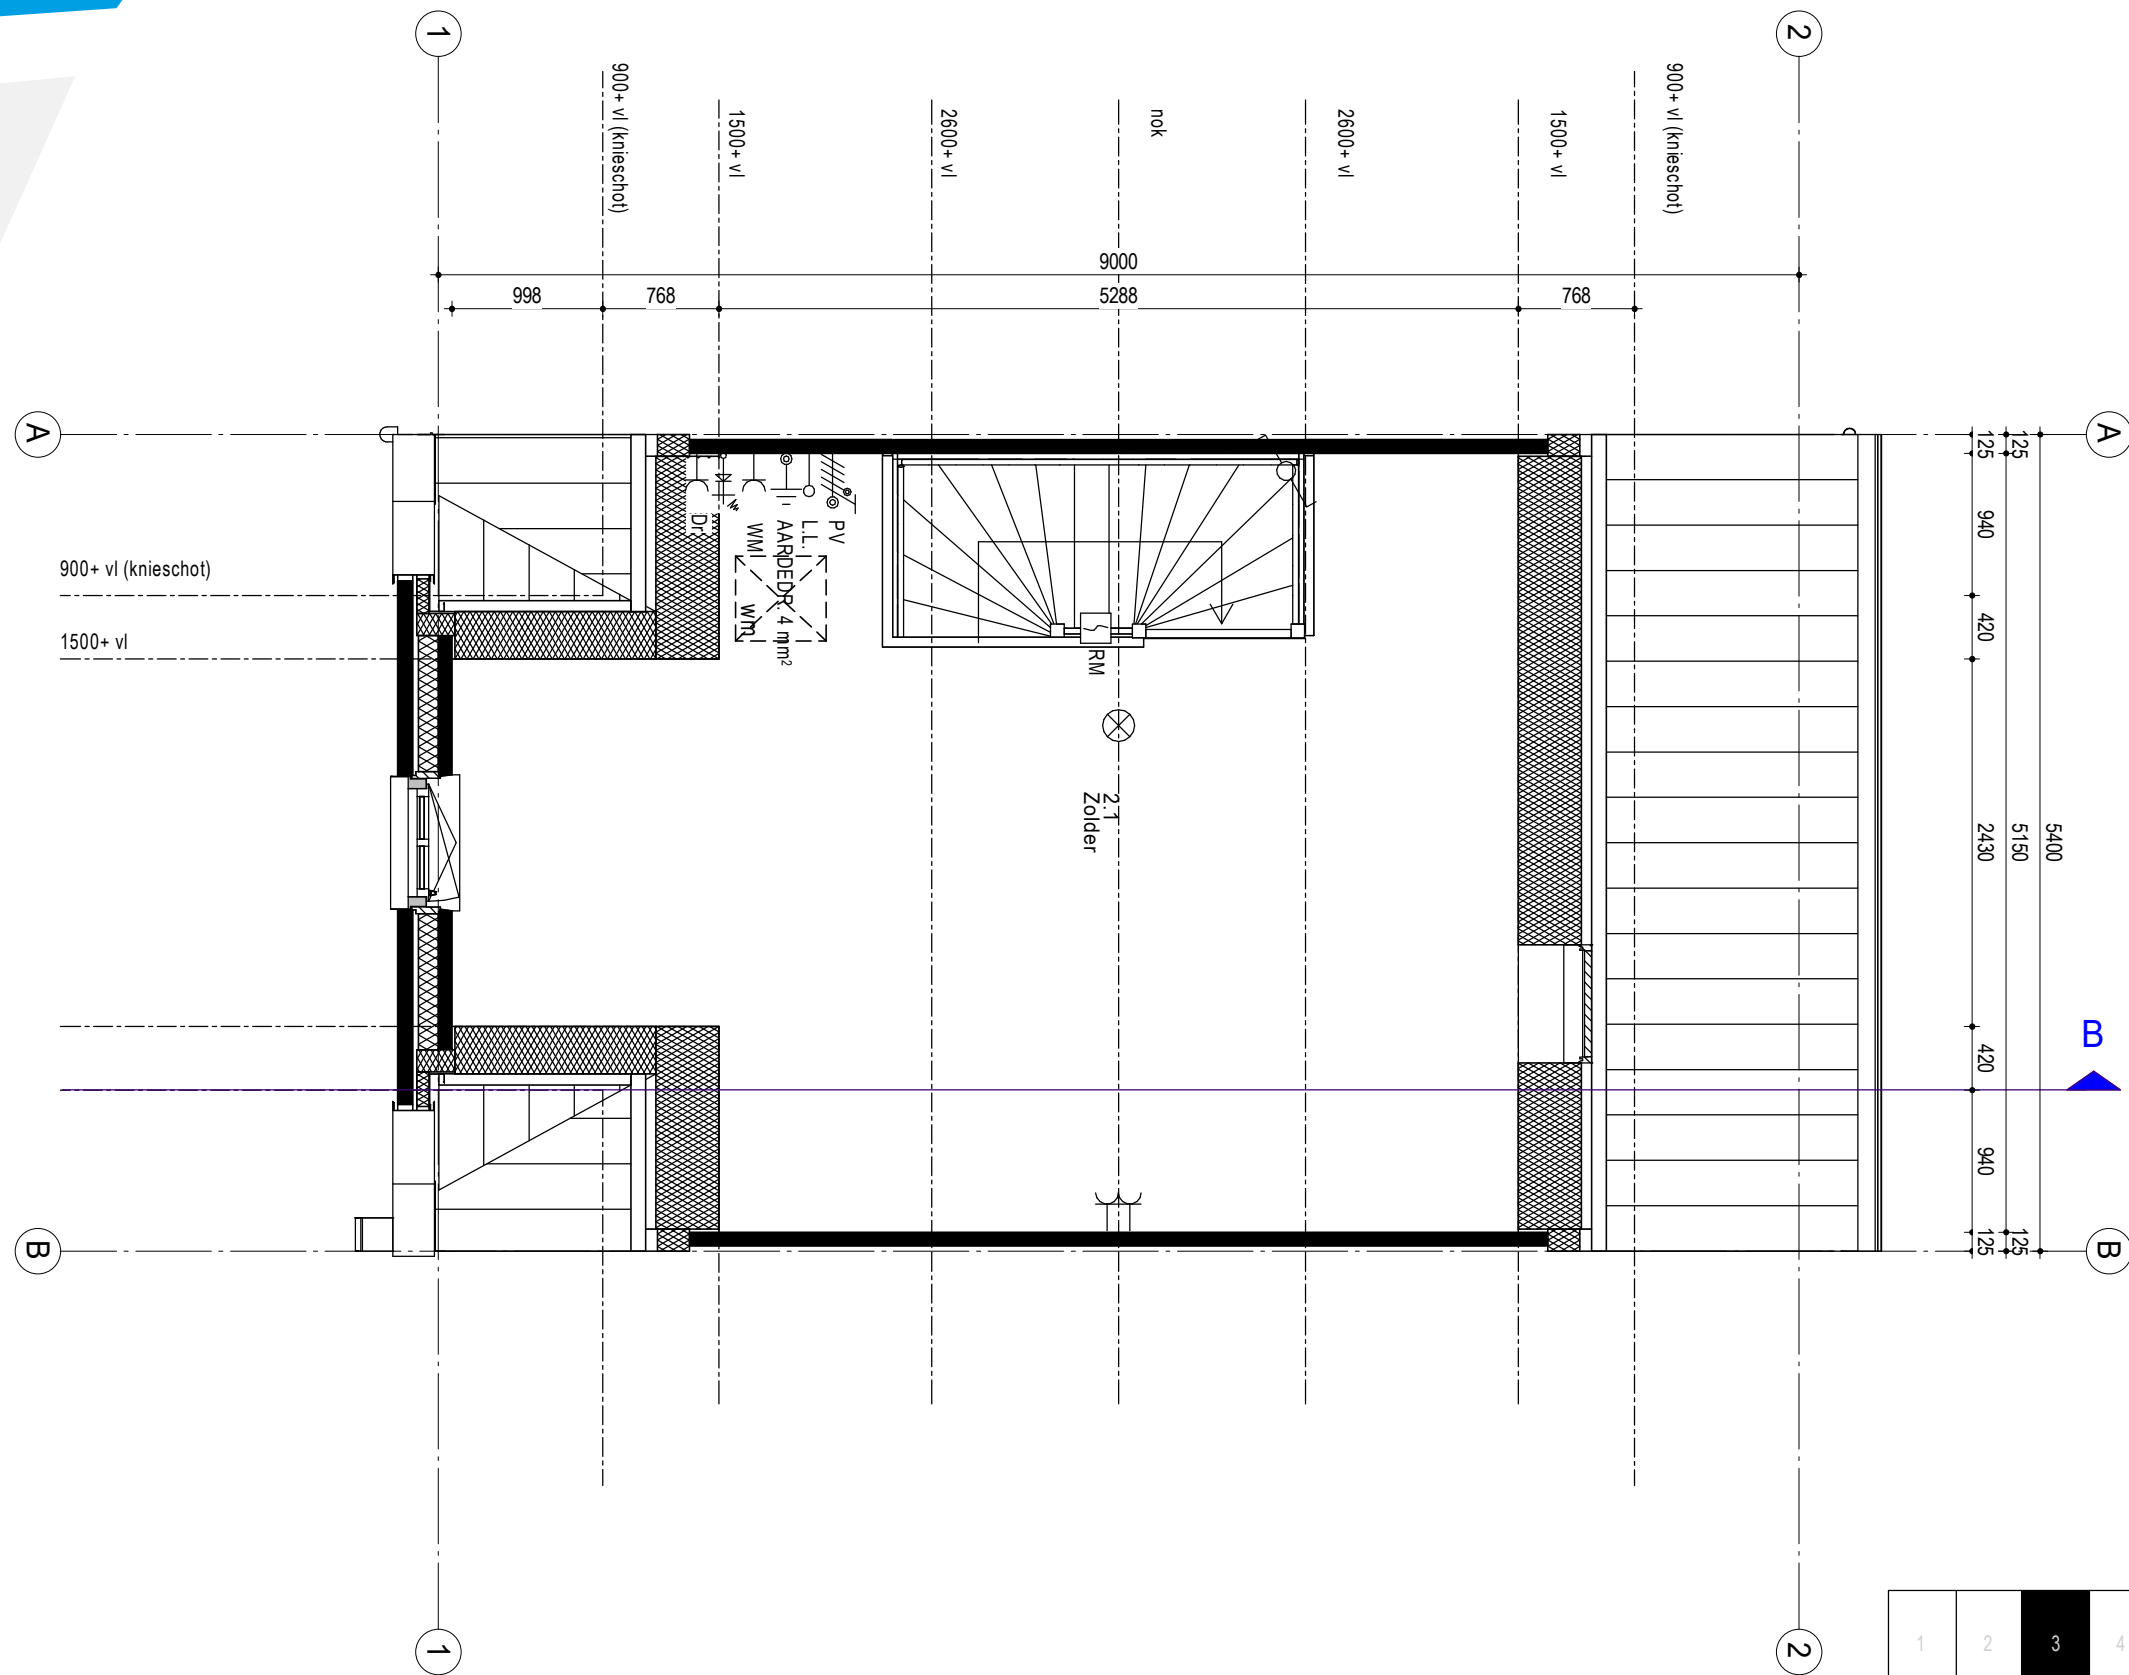 1
2
900+ vl (knieschot)
1500+ vl
2600+ vl
nok
2600+ vl
1500+ vl
900+ vl (knieschot)
9000
998
768
5288
768
A
A
125
125
940
420
2430
5150
5400
420
940
125
125
900+ vl (knieschot)
1500+ vl
Dr
WM
AARDEDR. 4 mm²
L.L.
PV
wm
RM
2.1
Zolder
B
B
B
1
2
1
2
3
4